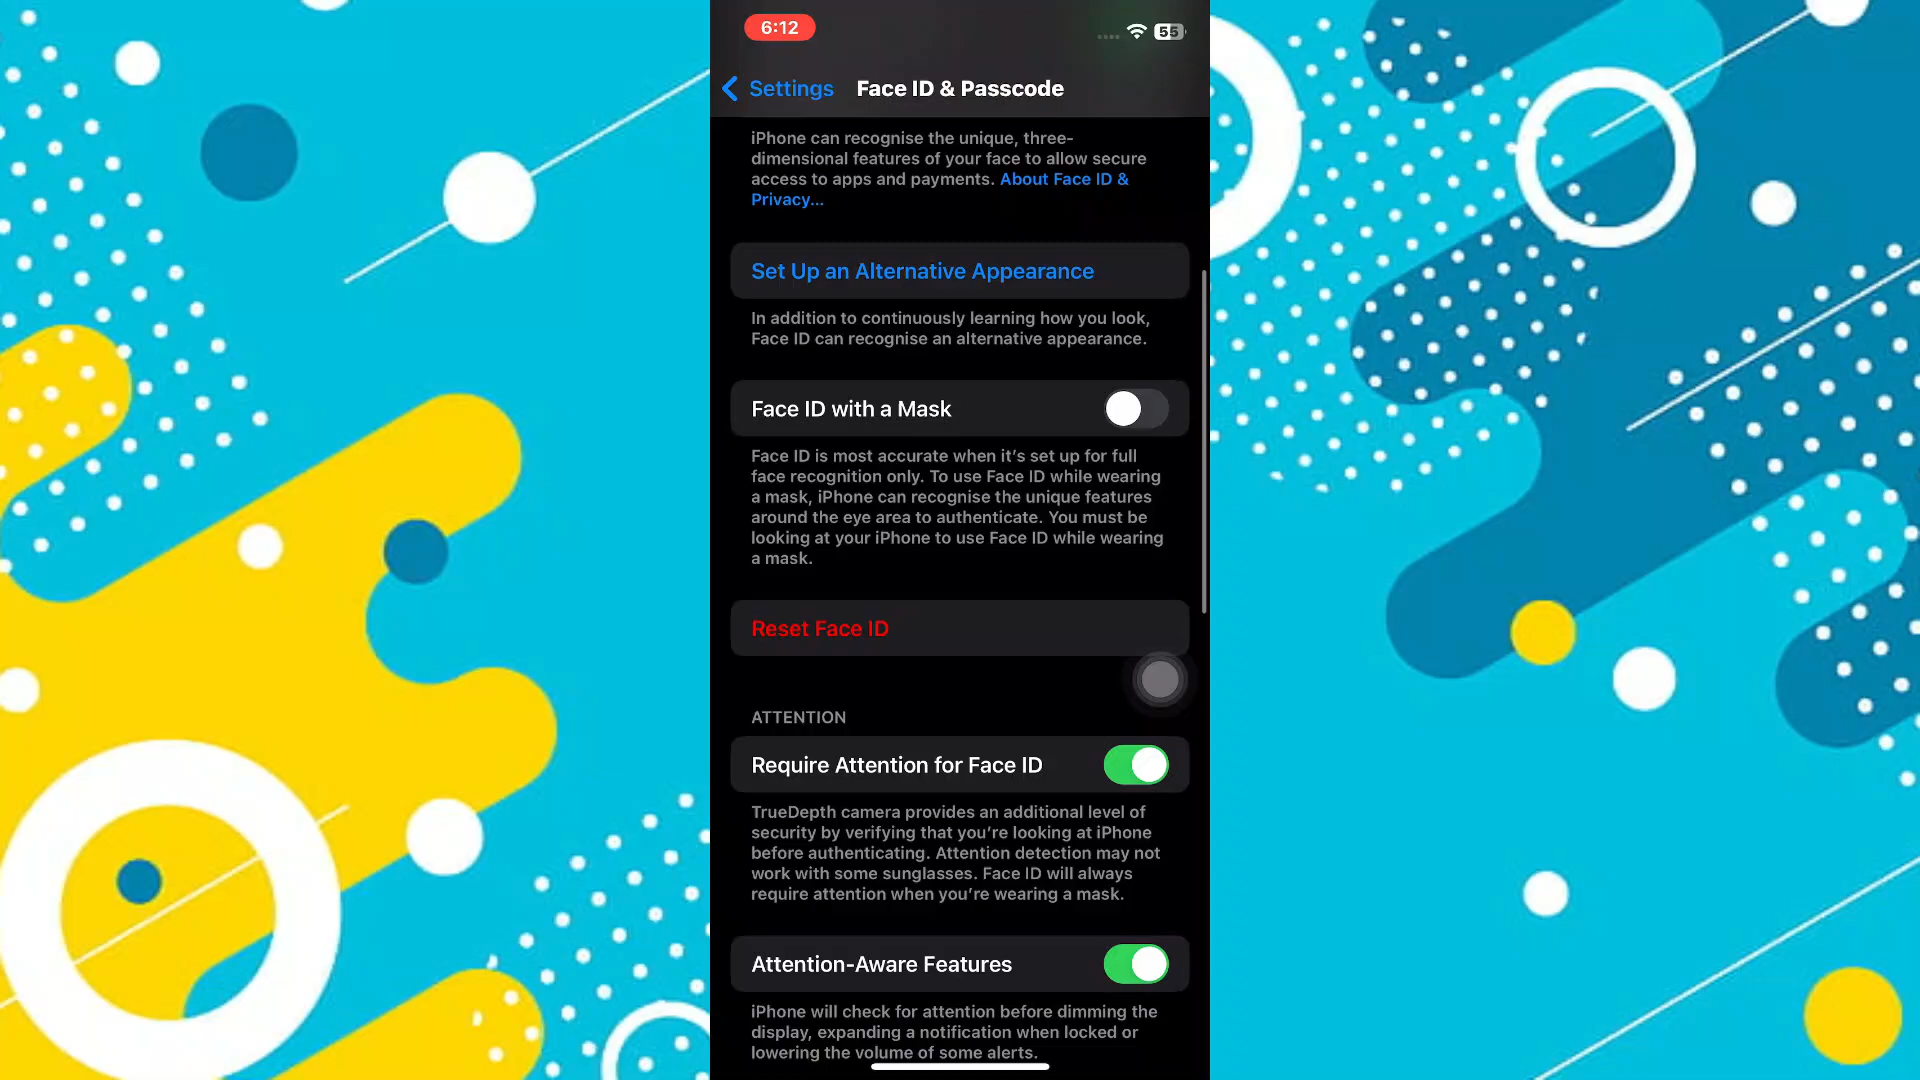 6:12
55
Settings
Face ID & Passcode
iPhone can recognise the unique, three-
dimensional features of your face to allow secure
access to apps and payments. About Face ID &
Privacy...
Set Up an Alternative Appearance
In addition to continuously learning how you look,
Face ID can recognise an alternative appearance.
Face ID with a Mask
Face ID is most accurate when it’s set up for full
face recognition only. To use Face ID while wearing
a mask, iPhone can recognise the unique features
around the eye area to authenticate. You must be
looking at your iPhone to use Face ID while wearing
a mask.
Reset Face ID
ATTENTION
Require Attention for Face ID
TrueDepth camera provides an additional level of
security by verifying that you’re looking at iPhone
before authenticating. Attention detection may not
work with some sunglasses. Face ID will always
require attention when you’re wearing a mask.
Attention-Aware Features
iPhone will check for attention before dimming the
display, expanding a notification when locked or
lowering the volume of some alerts.